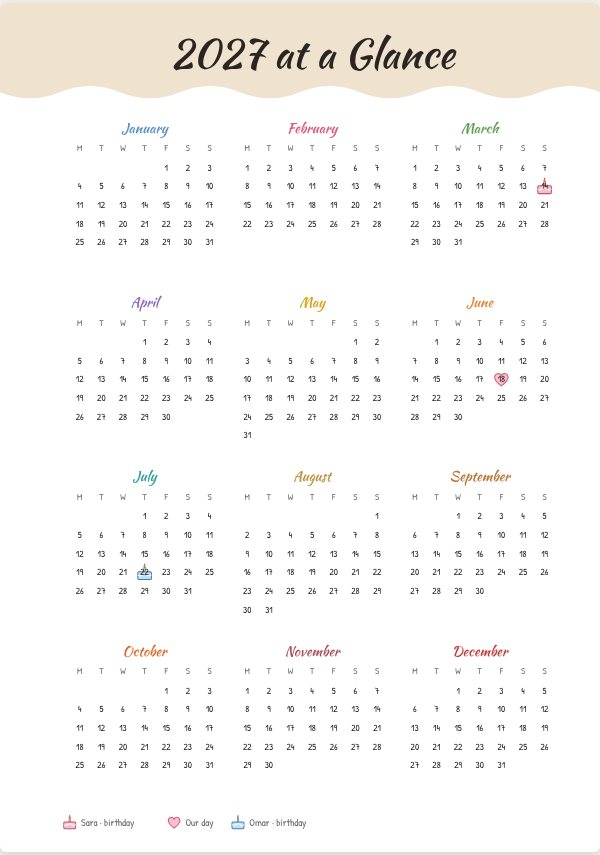 2027 at a Glance
January February March
M T W T F S S M T W T F S S M T W T F S S
1 2 3 1 2 3 4 5 6 7 1 2 3 4 5 6 7
4 5 6 7 8 9 10 8 9 10 11 12 13 14 8 9 10 11 12 13 14
11 12 13 14 15 16 17 15 16 17 18 19 20 21 15 16 17 18 19 20 21
18 19 20 21 22 23 24 22 23 24 25 26 27 28 22 23 24 25 26 27 28
25 26 27 28 29 30 31 29 30 31
April May June
M T W T F S S M T W T F S S M T W T F S S
1 2 3 4 1 2 1 2 3 4 5 6
5 6 7 8 9 10 11 3 4 5 6 7 8 9 7 8 9 10 11 12 13
12 13 14 15 16 17 18 10 11 12 13 14 15 16 14 15 16 17 18 19 20
19 20 21 22 23 24 25 17 18 19 20 21 22 23 21 22 23 24 25 26 27
26 27 28 29 30 24 25 26 27 28 29 30 28 29 30
31
July August September
M T W T F S S M T W T F S S M T W T F S S
1 2 3 4 1 1 2 3 4 5
5 6 7 8 9 10 11 2 3 4 5 6 7 8 6 7 8 9 10 11 12
12 13 14 15 16 17 18 9 10 11 12 13 14 15 13 14 15 16 17 18 19
19 20 21 22 23 24 25 16 17 18 19 20 21 22 20 21 22 23 24 25 26
26 27 28 29 30 31 23 24 25 26 27 28 29 27 28 29 30
30 31
October November December
M T W T F S S M T W T F S S M T W T F S S
1 2 3 1 2 3 4 5 6 7 1 2 3 4 5
4 5 6 7 8 9 10 8 9 10 11 12 13 14 6 7 8 9 10 11 12
11 12 13 14 15 16 17 15 16 17 18 19 20 21 13 14 15 16 17 18 19
18 19 20 21 22 23 24 22 23 24 25 26 27 28 20 21 22 23 24 25 26
25 26 27 28 29 30 31 29 30 27 28 29 30 31
Sara · birthday Our day Omar · birthday